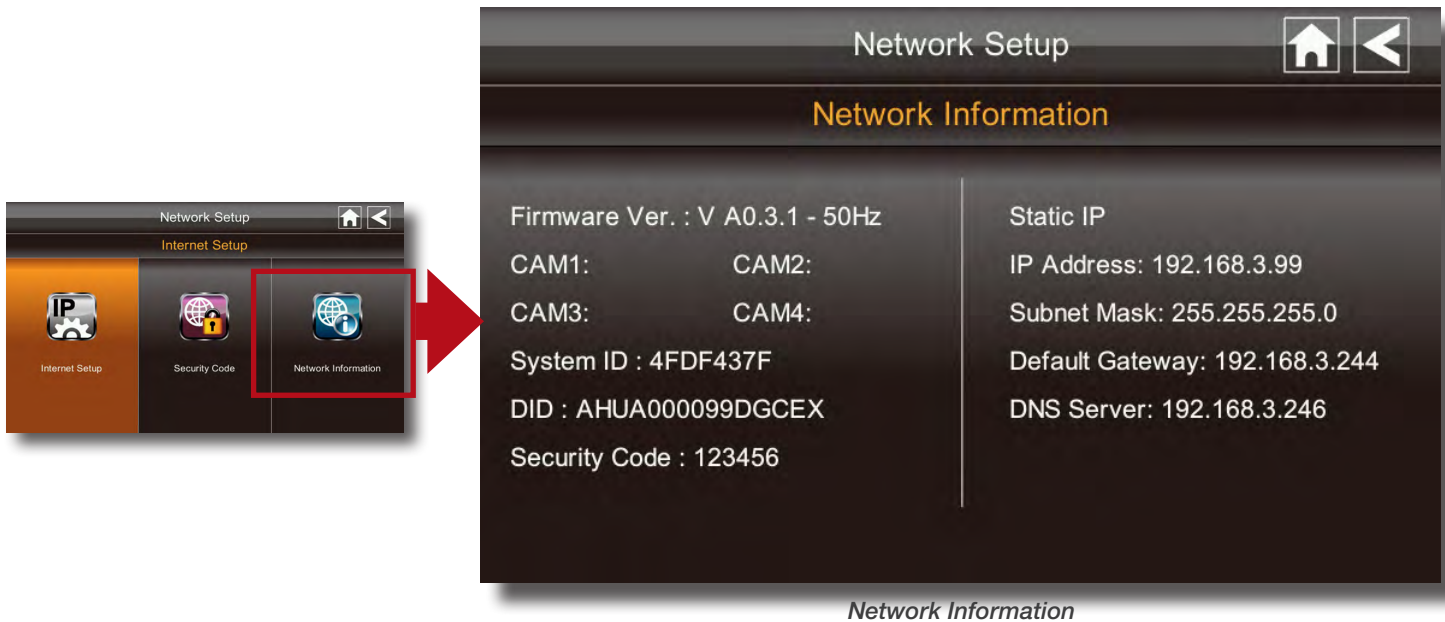 Network Setup
Internet Setup
IP
Internet Setup
Security Code
Network Information
Network Setup
Network Information
Firmware Ver. : V A0.3.1 - 50Hz
CAM1: CAM2:
CAM3: CAM4:
System ID : 4FDF437F
DID : AHUA000099DGCEX
Security Code : 123456
Static IP
IP Address: 192.168.3.99
Subnet Mask: 255.255.255.0
Default Gateway: 192.168.3.244
DNS Server: 192.168.3.246
Network Information